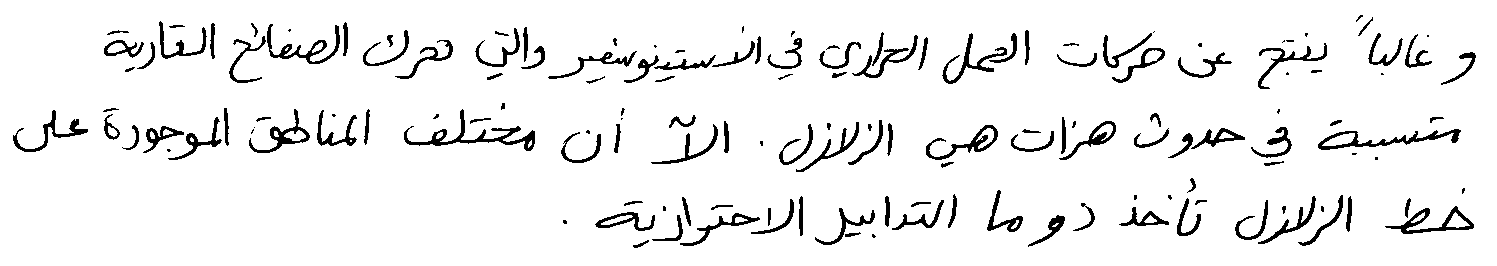 و غالباً ينتج عن حركات الحمل الحراري في الاستينوسفير والتي تحرك الصفائح القارية
متسببة في حدوث هزات هي الزلازل . الآ أن مختلف المناطق الموجودة على
خط الزلازل تأخذ دوما التدابير الاحترازية .